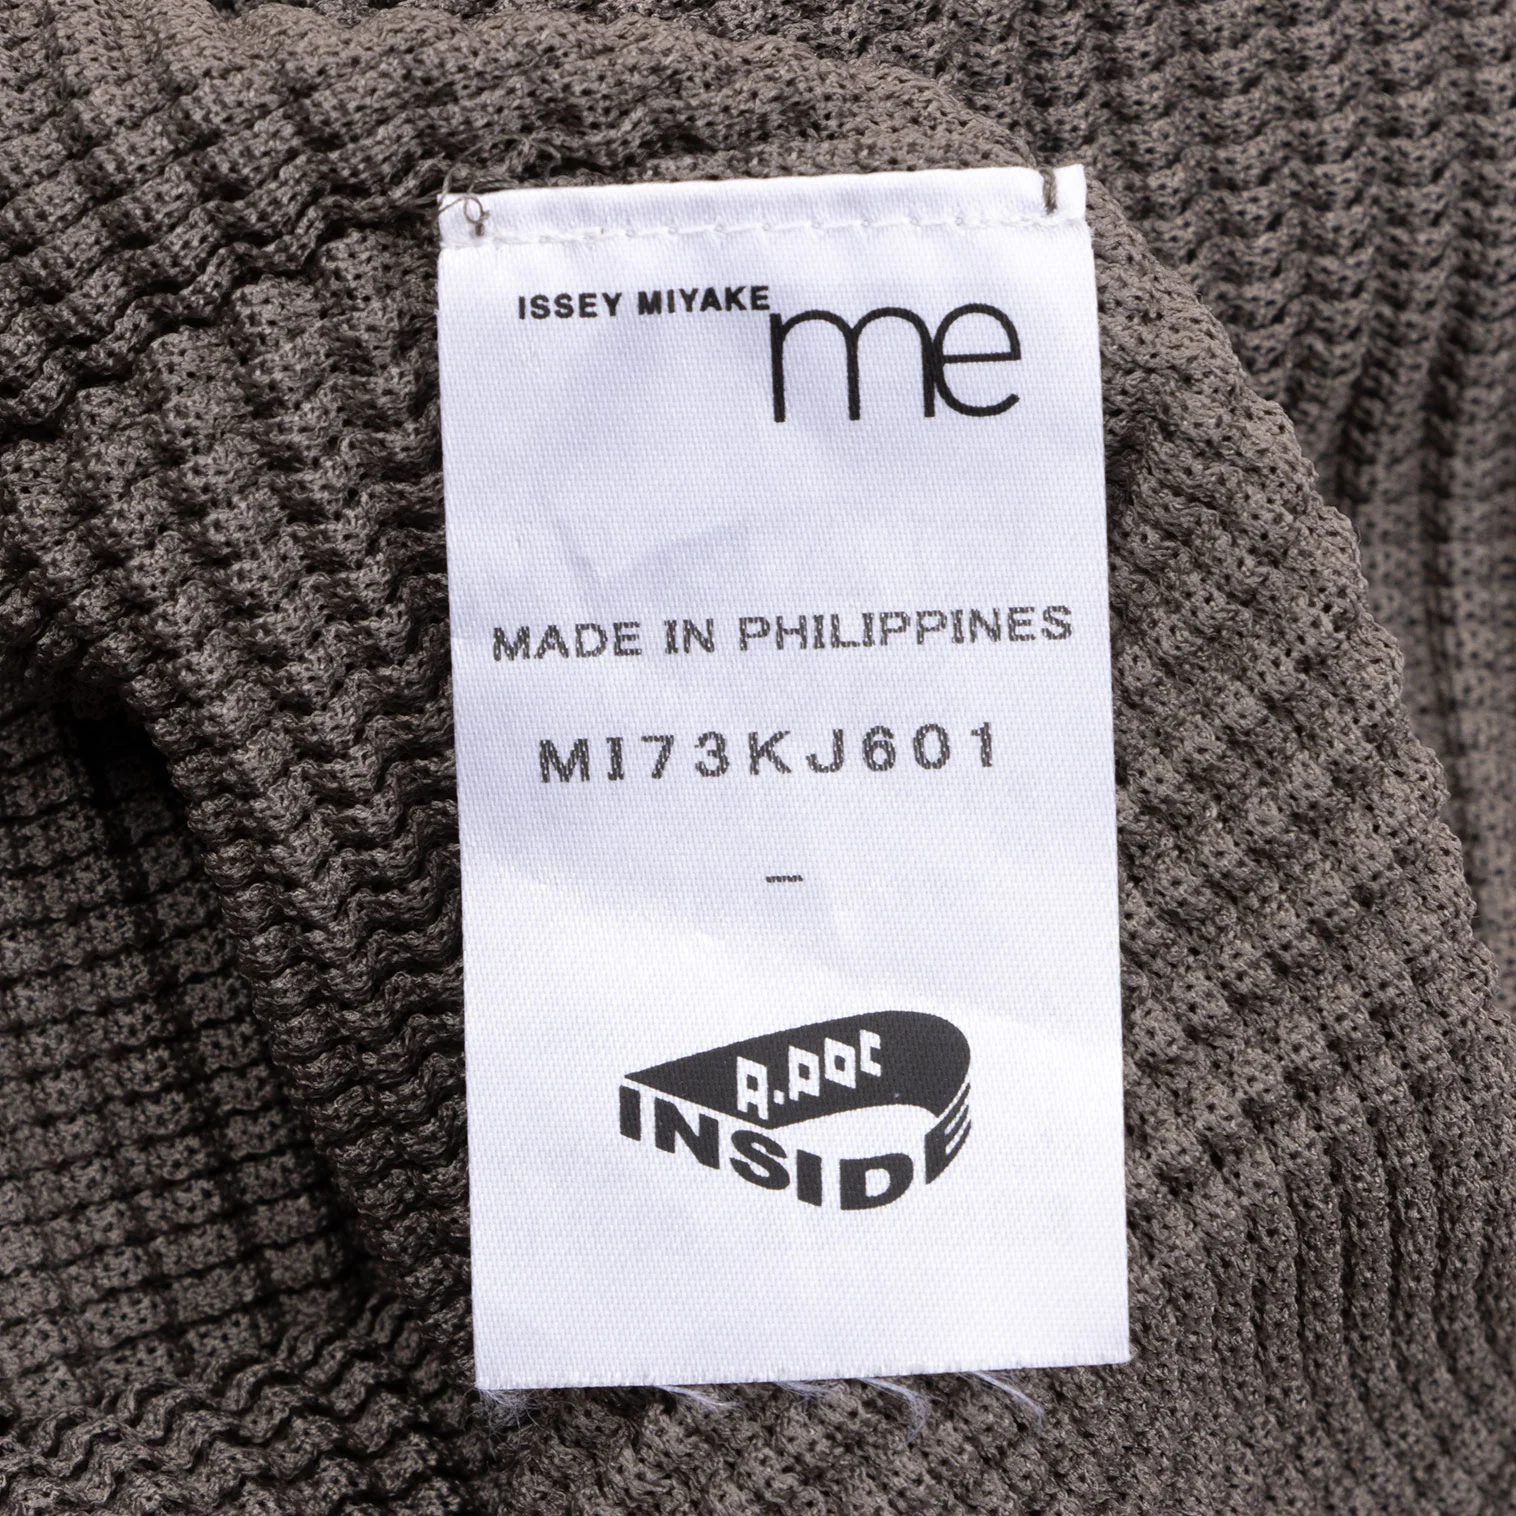 ISSEY MIYAKE me
MADE IN PHILIPPINES
MI73KJ601
–
A.POC
INSIDE